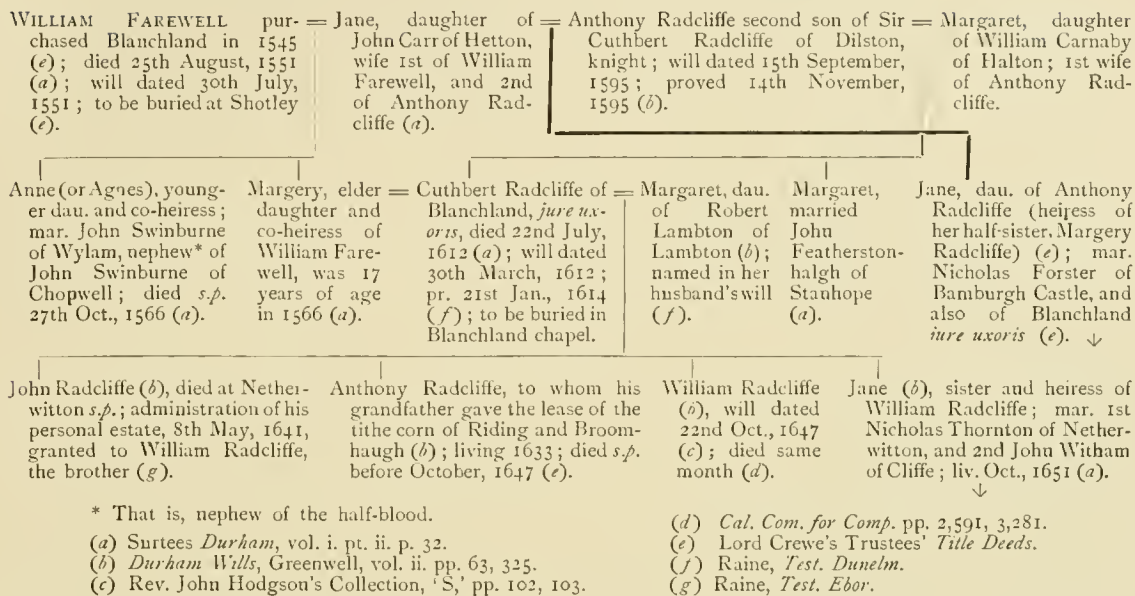 WILLIAM FAREWELL pur-
chased Blanchland in 1545
(e); died 25th August, 1551
(a); will dated 30th July,
1551; to be buried at Shotley
(e).
= Jane, daughter of
John Carr of Hetton,
wife 1st of William
Farewell, and 2nd
of Anthony Rad-
cliffe (a).
= Anthony Radcliffe second son of Sir
Cuthbert Radcliffe of Dilston,
knight; will dated 15th September,
1595; proved 14th November,
1595 (b).
= Margaret, daughter
of William Carnaby
of Halton; 1st wife
of Anthony Rad-
cliffe.
Anne (or Agnes), young-
er dau. and co-heiress;
mar. John Swinburne
of Wylam, nephew* of
John Swinburne of
Chopwell; died s.p.
27th Oct., 1566 (a).
Margery, elder
daughter and
co-heiress of
William Fare-
well, was 17
years of age
in 1566 (a).
= Cuthbert Radcliffe of
Blanchland, jure ux-
oris, died 22nd July,
1612 (a); will dated
30th March, 1612;
pr. 21st Jan., 1614
(f); to be buried in
Blanchland chapel.
= Margaret, dau.
of Robert
Lambton of
Lambton (b);
named in her
husband's will
(f).
Margaret,
married
John
Featherston-
halgh of
Stanhope
(a).
Jane, dau. of Anthony
Radcliffe (heiress of
her half-sister, Margery
Radcliffe) (e); mar.
Nicholas Forster of
Bamburgh Castle, and
also of Blanchland
iure uxoris (e). ↓
John Radcliffe (b), died at Nether-
witton s.p.; administration of his
personal estate, 8th May, 1641,
granted to William Radcliffe,
the brother (g).
Anthony Radcliffe, to whom his
grandfather gave the lease of the
tithe corn of Riding and Broom-
haugh (b); living 1633; died s.p.
before October, 1647 (e).
William Radcliffe
(b), will dated
22nd Oct., 1647
(c); died same
month (d).
Jane (b), sister and heiress of
William Radcliffe; mar. 1st
Nicholas Thornton of Nether-
witton, and 2nd John Witham
of Cliffe; liv. Oct., 1651 (a).
↓
* That is, nephew of the half-blood.
(a) Surtees Durham, vol. i. pt. ii. p. 32.
(b) Durham Wills, Greenwell, vol. ii. pp. 63, 325.
(c) Rev. John Hodgson's Collection, 'S,' pp. 102, 103.
(d) Cal. Com. for Comp. pp. 2,591, 3,281.
(e) Lord Crewe's Trustees' Title Deeds.
(f) Raine, Test. Dunelm.
(g) Raine, Test. Ebor.